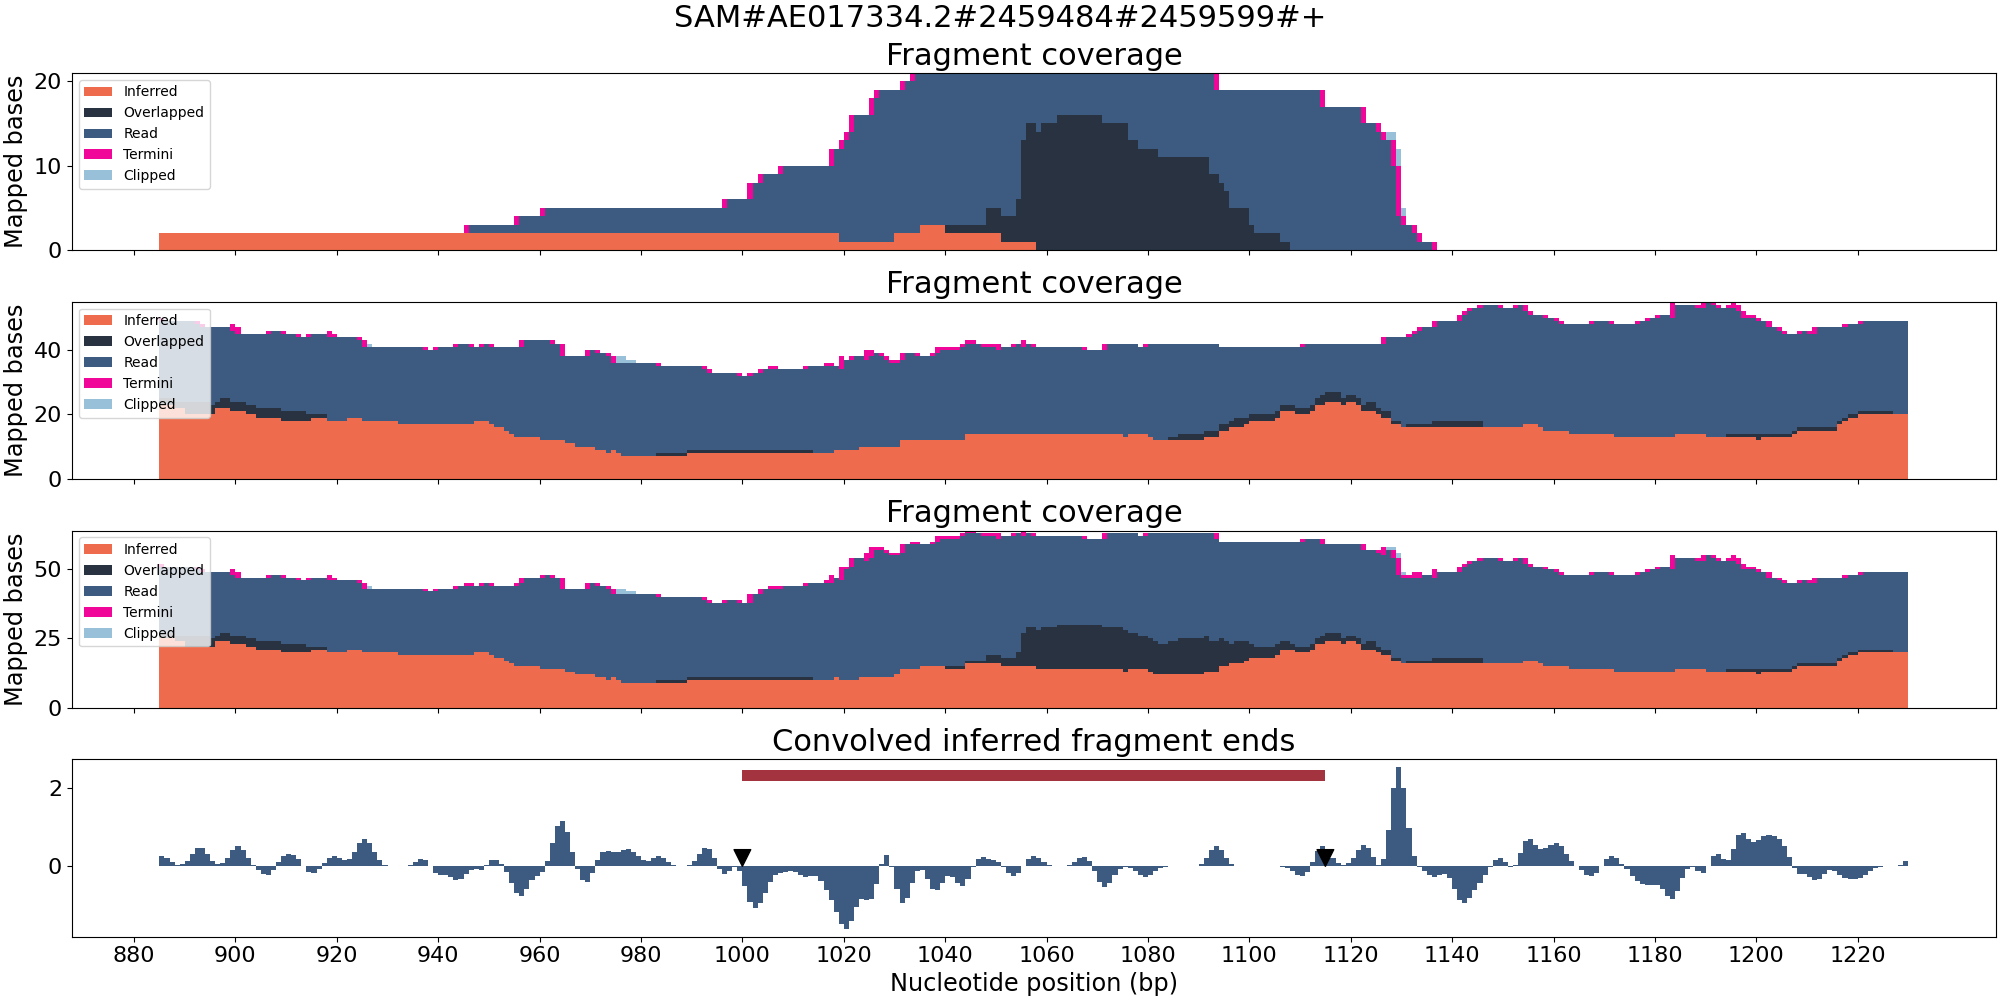 SAM#AE017334.2#2459484#2459599#+
Fragment coverage
Mapped bases
20
10
0
Inferred
Overlapped
Read
Termini
Clipped
Fragment coverage
Mapped bases
40
20
0
Inferred
Overlapped
Read
Termini
Clipped
Fragment coverage
Mapped bases
50
25
0
Inferred
Overlapped
Read
Termini
Clipped
Convolved inferred fragment ends
2
0
880 900 920 940 960 980 1000 1020 1040 1060 1080 1100 1120 1140 1160 1180 1200 1220
Nucleotide position (bp)